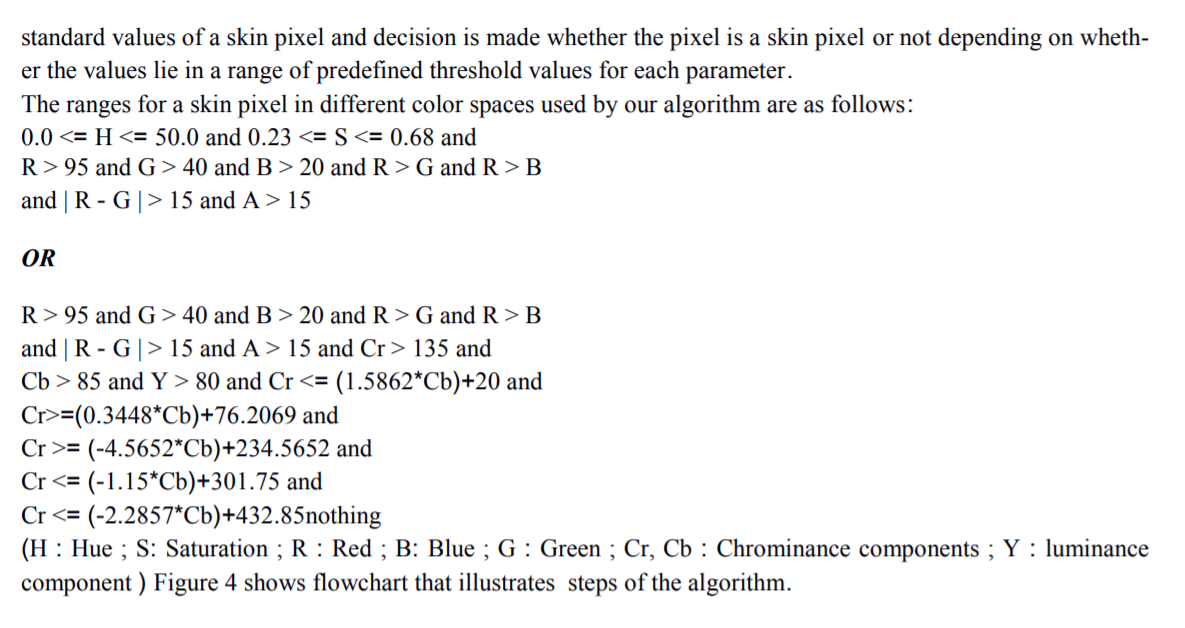 standard values of a skin pixel and decision is made whether the pixel is a skin pixel or not depending on wheth-
er the values lie in a range of predefined threshold values for each parameter.
The ranges for a skin pixel in different color spaces used by our algorithm are as follows:
0.0 <= H <= 50.0 and 0.23 <= S <= 0.68 and
R > 95 and G > 40 and B > 20 and R > G and R > B
and | R - G | > 15 and A > 15
OR
R > 95 and G > 40 and B > 20 and R > G and R > B
and | R - G | > 15 and A > 15 and Cr > 135 and
Cb > 85 and Y > 80 and Cr <= (1.5862*Cb)+20 and
Cr>=(0.3448*Cb)+76.2069 and
Cr >= (-4.5652*Cb)+234.5652 and
Cr <= (-1.15*Cb)+301.75 and
Cr <= (-2.2857*Cb)+432.85nothing
(H : Hue ; S: Saturation ; R : Red ; B: Blue ; G : Green ; Cr, Cb : Chrominance components ; Y : luminance
component ) Figure 4 shows flowchart that illustrates steps of the algorithm.